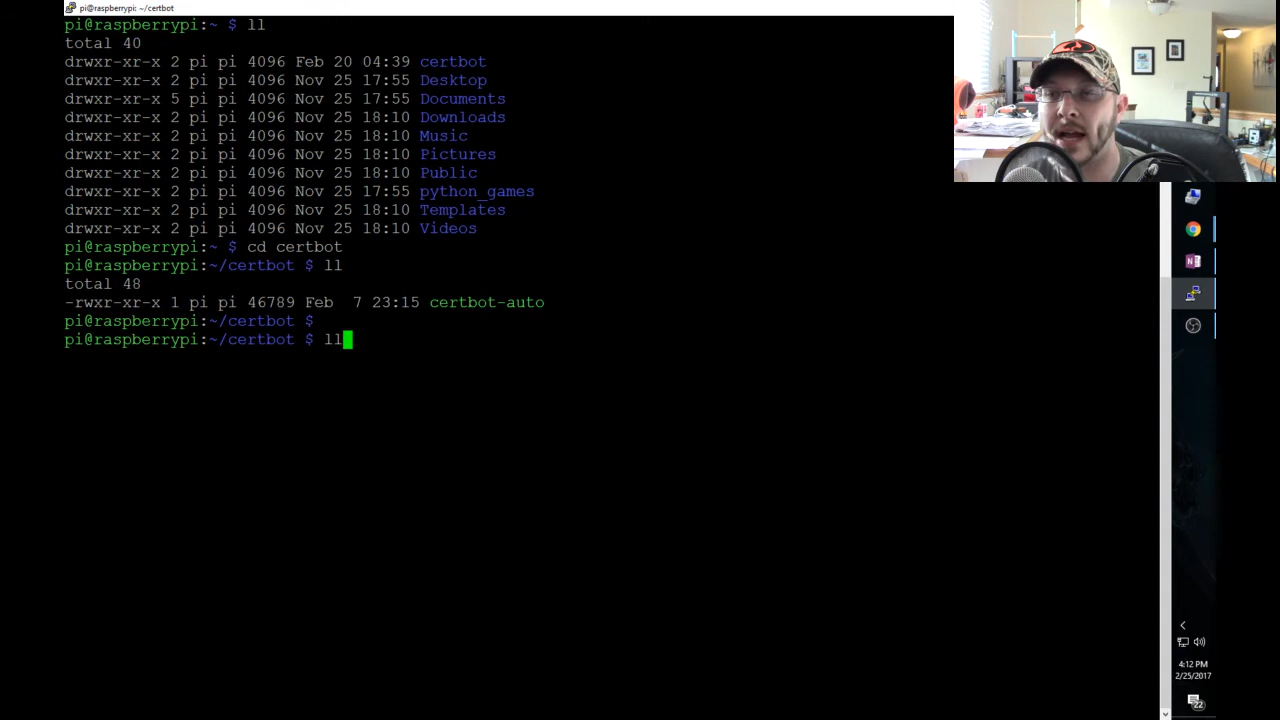 pi@raspberrypi: ~/certbot
pi@raspberrypi:~ $ ll
total 40
drwxr-xr-x 2 pi pi 4096 Feb 20 04:39 certbot
drwxr-xr-x 2 pi pi 4096 Nov 25 17:55 Desktop
drwxr-xr-x 5 pi pi 4096 Nov 25 17:55 Documents
drwxr-xr-x 2 pi pi 4096 Nov 25 18:10 Downloads
drwxr-xr-x 2 pi pi 4096 Nov 25 18:10 Music
drwxr-xr-x 2 pi pi 4096 Nov 25 18:10 Pictures
drwxr-xr-x 2 pi pi 4096 Nov 25 18:10 Public
drwxr-xr-x 2 pi pi 4096 Nov 25 17:55 python_games
drwxr-xr-x 2 pi pi 4096 Nov 25 18:10 Templates
drwxr-xr-x 2 pi pi 4096 Nov 25 18:10 Videos
pi@raspberrypi:~ $ cd certbot
pi@raspberrypi:~/certbot $ ll
total 48
-rwxr-xr-x 1 pi pi 46789 Feb  7 23:15 certbot-auto
pi@raspberrypi:~/certbot $
pi@raspberrypi:~/certbot $ ll
N
4:12 PM
2/25/2017
22